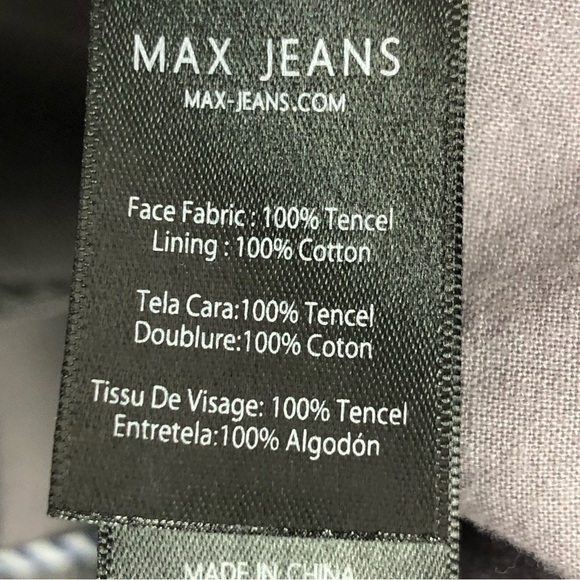 MAX JEANS
MAX-JEANS.COM
Face Fabric : 100% Tencel
Lining : 100% Cotton
Tela Cara:100% Tencel
Doublure:100% Coton
Tissu De Visage: 100% Tencel
Entretela:100% Algodón
MADE IN CHINA